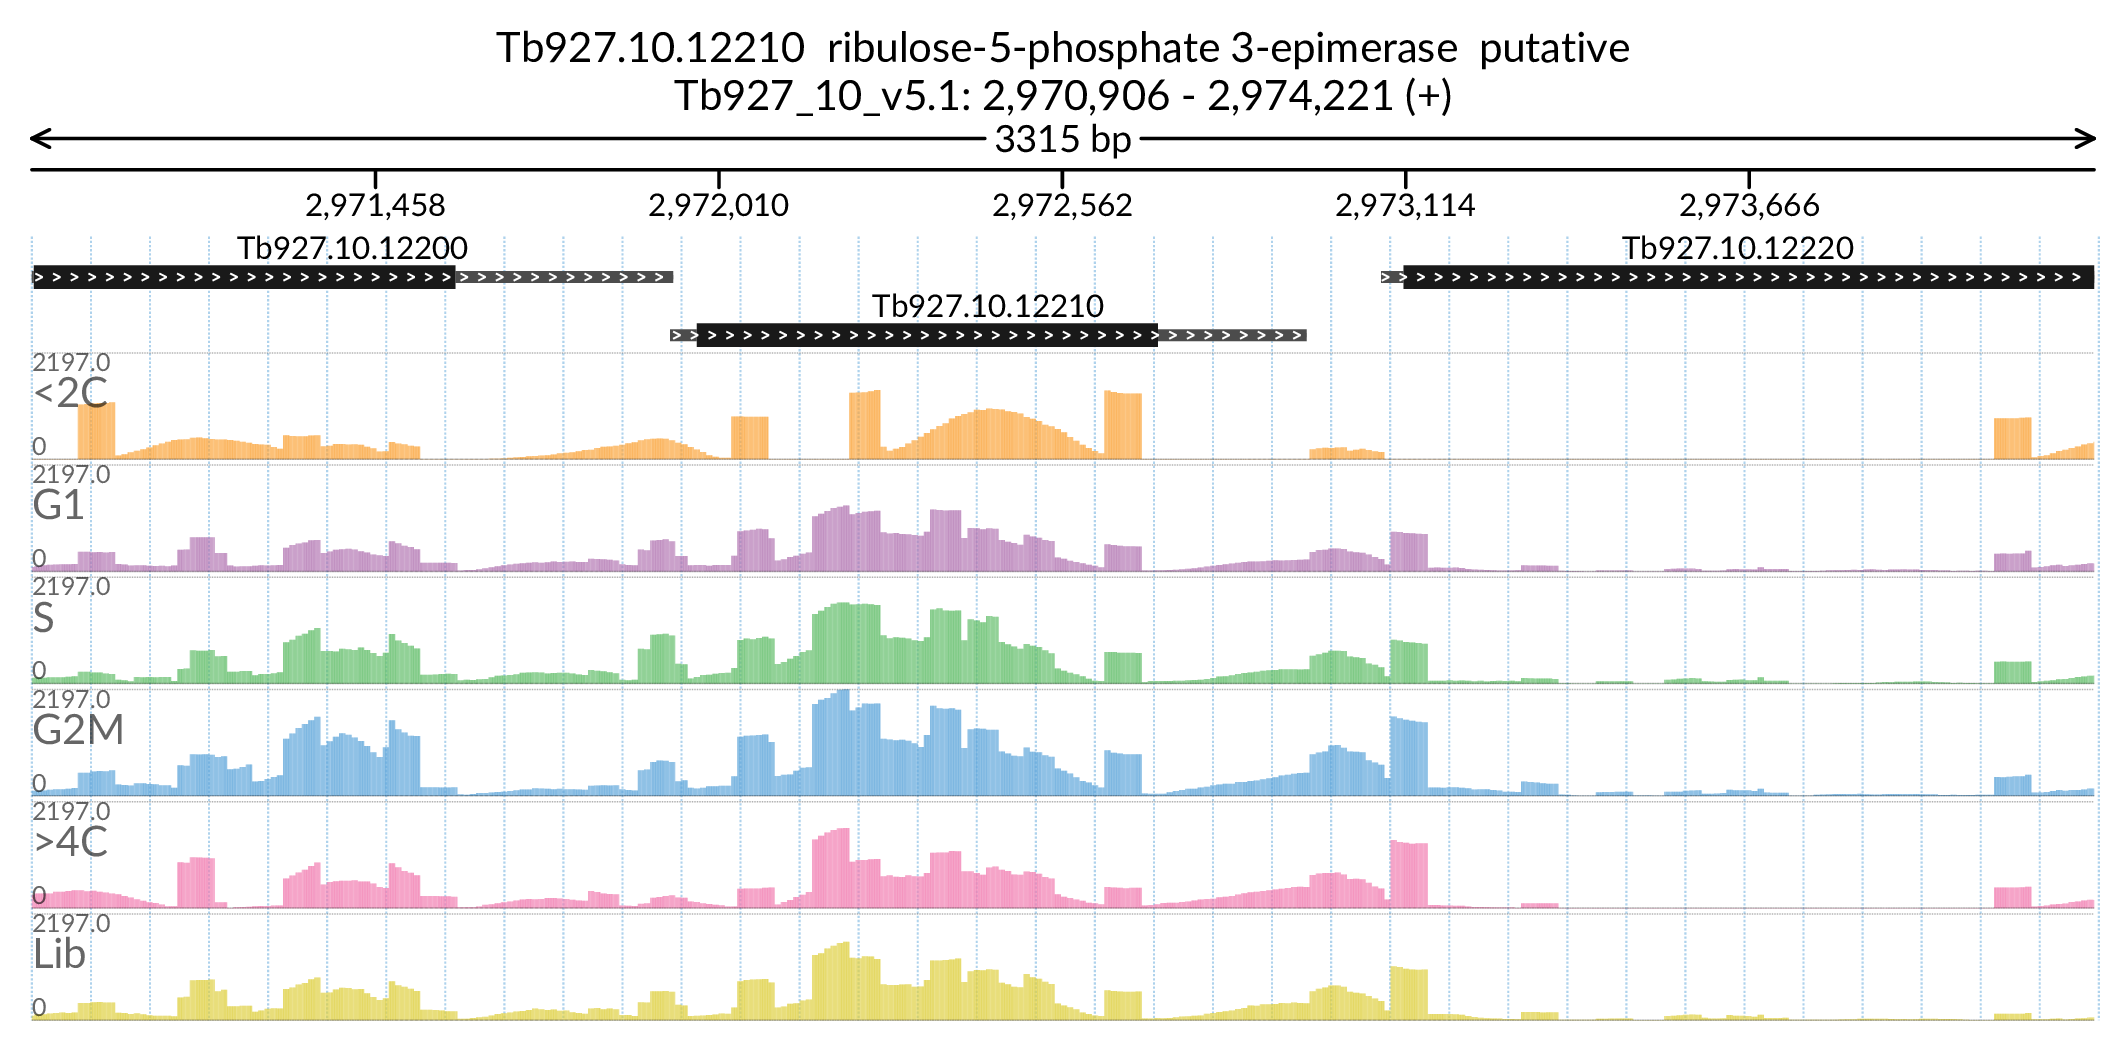 Tb927.10.12210 ribulose-5-phosphate 3-epimerase putative
Tb927_10_v5.1: 2,970,906 - 2,974,221 (+)
3315 bp
2,971,458 2,972,010 2,972,562 2,973,114 2,973,666
Tb927.10.12200 Tb927.10.12220
Tb927.10.12210
2197.0
<2C
0
2197.0
G1
0
2197.0
S
0
2197.0
G2M
0
2197.0
>4C
0
2197.0
Lib
0